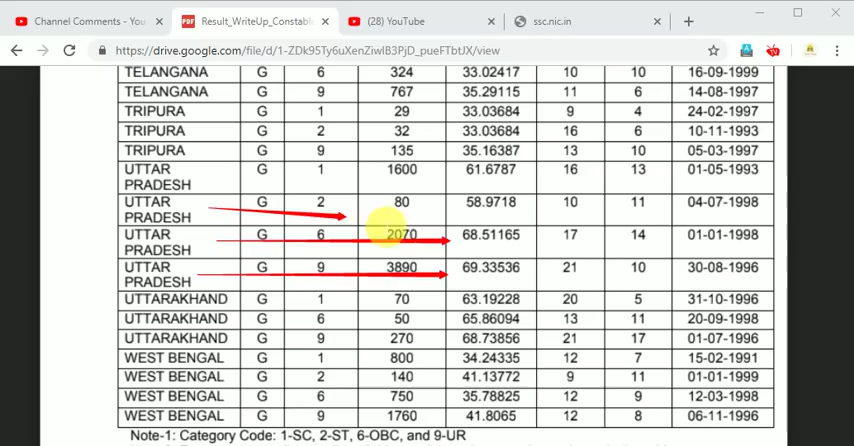 Channel Comments - You
Result_WriteUp_Constable
(28) YouTube
ssc.nic.in
https://drive.google.com/file/d/1-ZDk95Ty6uXenZiwlB3PjD_pueFTbtJX/view
TELANGANA G 6 324 33.02417 10 10 16-09-1999
TELANGANA G 9 767 35.29115 11 6 14-08-1997
TRIPURA G 1 29 33.03684 9 4 24-02-1997
TRIPURA G 2 32 33.03684 16 6 10-11-1993
TRIPURA G 9 135 35.16387 13 10 05-03-1997
UTTAR G 1 1600 61.6787 16 13 01-05-1993
PRADESH
UTTAR G 2 80 58.9718 10 11 04-07-1998
PRADESH
UTTAR G 6 2070 68.51165 17 14 01-01-1998
PRADESH
UTTAR G 9 3890 69.33536 21 10 30-08-1996
PRADESH
UTTARAKHAND G 1 70 63.19228 20 5 31-10-1996
UTTARAKHAND G 6 50 65.86094 13 11 20-09-1998
UTTARAKHAND G 9 270 68.73856 21 17 01-07-1996
WEST BENGAL G 1 800 34.24335 12 7 15-02-1991
WEST BENGAL G 2 140 41.13772 9 11 01-01-1999
WEST BENGAL G 6 750 35.78825 12 9 12-03-1998
WEST BENGAL G 9 1760 41.8065 12 8 06-11-1996
Note-1: Category Code: 1-SC, 2-ST, 6-OBC, and 9-UR